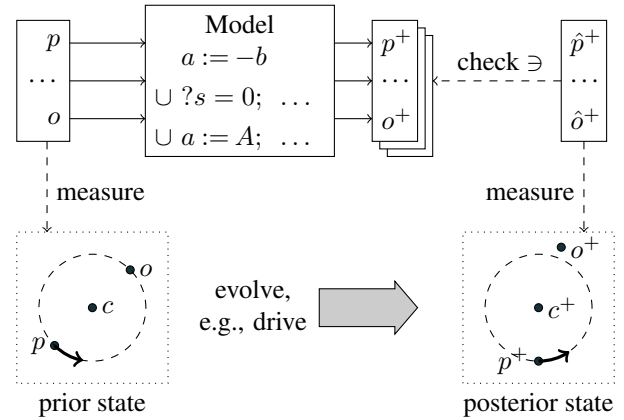 p
...
o
Model
a := −b
∪ ?s = 0; ...
∪ a := A; ...
p⁺
...
o⁺
check ∋
p̂⁺
...
ô⁺
measure
measure
o
c
p
prior state
evolve,
e.g., drive
o⁺
c⁺
p⁺
posterior state